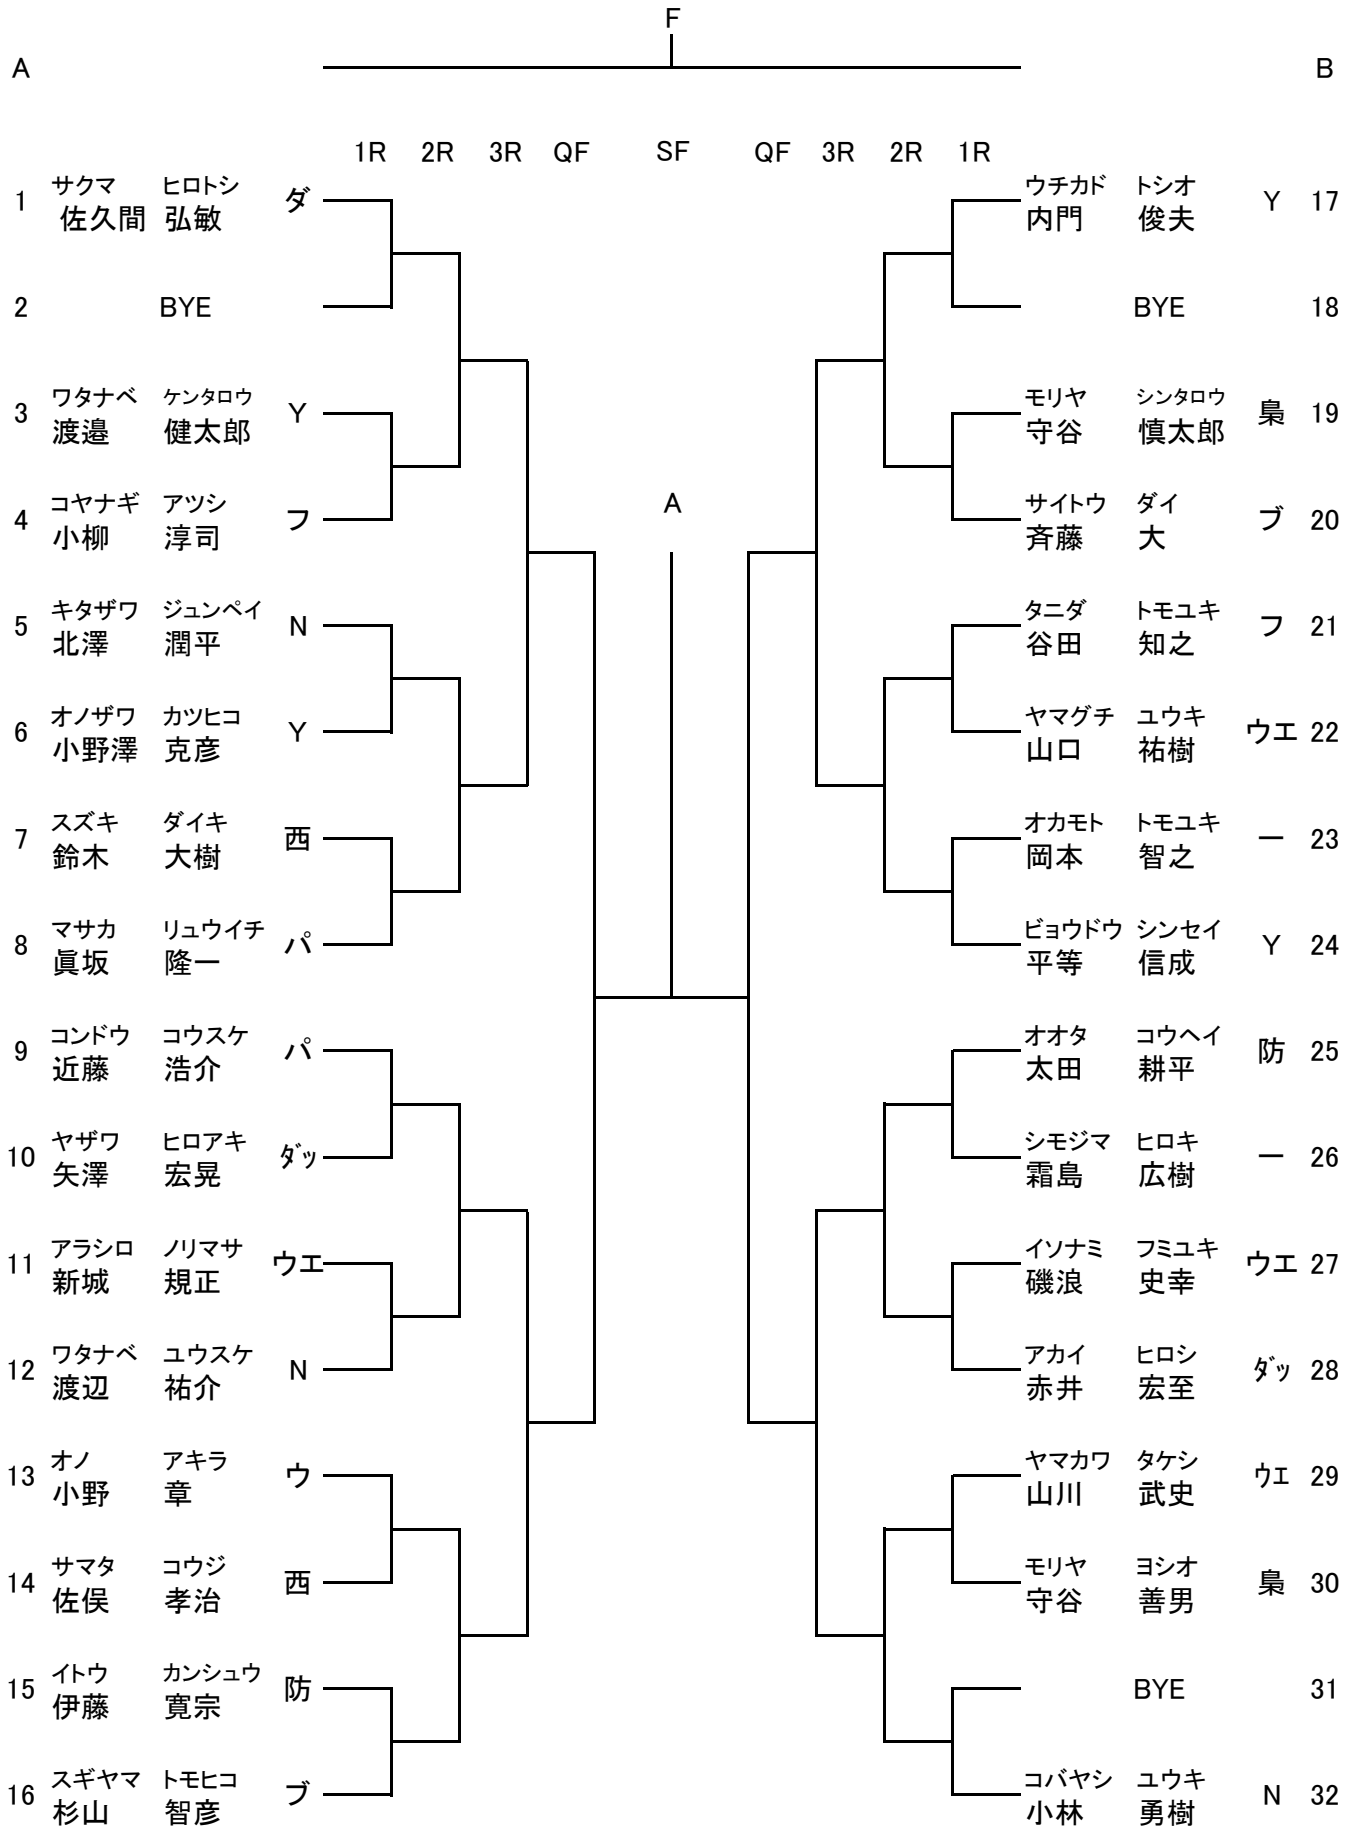 F
A B
1R 2R 3R QF SF QF 3R 2R 1R
サクマ ヒロトシ
1 佐久間 弘敏 ダ
2 BYE
ワタナベ ケンタロウ
3 渡邉 健太郎 Y
コヤナギ アツシ
4 小柳 淳司 フ
キタザワ ジュンペイ
5 北澤 潤平 N
オノザワ カツヒコ
6 小野澤 克彦 Y
スズキ ダイキ
7 鈴木 大樹 西
マサカ リュウイチ
8 眞坂 隆一 パ
コンドウ コウスケ
9 近藤 浩介 パ
ヤザワ ヒロアキ
10 矢澤 宏晃 ダッ
アラシロ ノリマサ
11 新城 規正 ウエ
ワタナベ ユウスケ
12 渡辺 祐介 N
オノ アキラ
13 小野 章 ウ
サマタ コウジ
14 佐俣 孝治 西
イトウ カンシュウ
15 伊藤 寛宗 防
スギヤマ トモヒコ
16 杉山 智彦 ブ
A
ウチカド トシオ
内門 俊夫 Y 17
BYE 18
モリヤ シンタロウ
守谷 慎太郎 梟 19
サイトウ ダイ
斉藤 大 ブ 20
タニダ トモユキ
谷田 知之 フ 21
ヤマグチ ユウキ
山口 祐樹 ウエ 22
オカモト トモユキ
岡本 智之 一 23
ビョウドウ シンセイ
平等 信成 Y 24
オオタ コウヘイ
太田 耕平 防 25
シモジマ ヒロキ
霜島 広樹 一 26
イソナミ フミユキ
磯浪 史幸 ウエ 27
アカイ ヒロシ
赤井 宏至 ダッ 28
ヤマカワ タケシ
山川 武史 ウエ 29
モリヤ ヨシオ
守谷 善男 梟 30
BYE 31
コバヤシ ユウキ
小林 勇樹 N 32